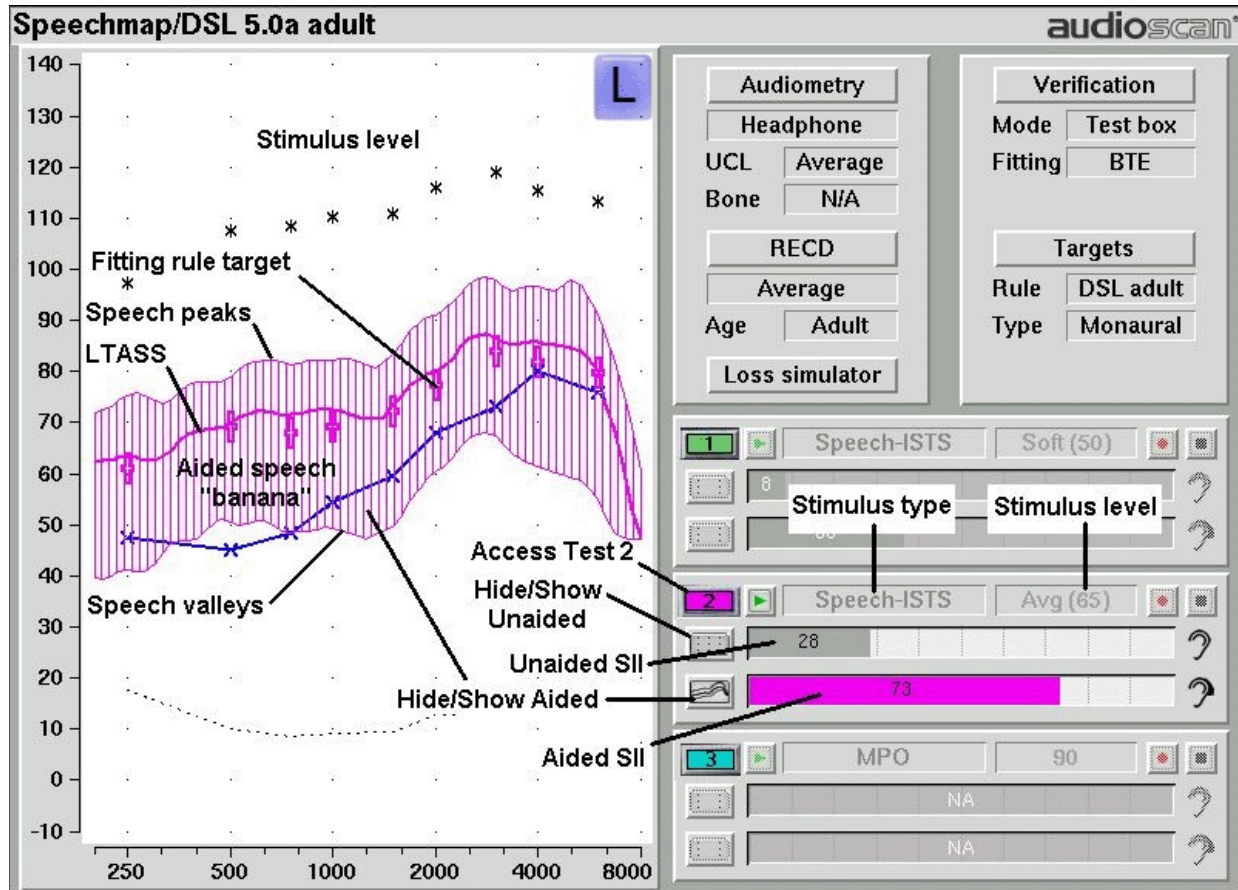 Speechmap/DSL 5.0a adult
audioscan
140
130
120
110
100
90
80
70
60
50
40
30
20
10
0
-10
250 500 1000 2000 4000 8000
L
Stimulus level
Fitting rule target
Speech peaks
LTASS
Aided speech
"banana"
Speech valleys
Access Test 2
Hide/Show
Unaided
Unaided SII
Hide/Show Aided
Aided SII
Audiometry
Headphone
UCL Average
Bone N/A
RECD
Average
Age Adult
Loss simulator
Verification
Mode Test box
Fitting BTE
Targets
Rule DSL adult
Type Monaural
1 Speech-ISTS Soft (50)
8
Stimulus type Stimulus level
2 Speech-ISTS Avg (65)
28
73
3 MPO 90
NA
NA